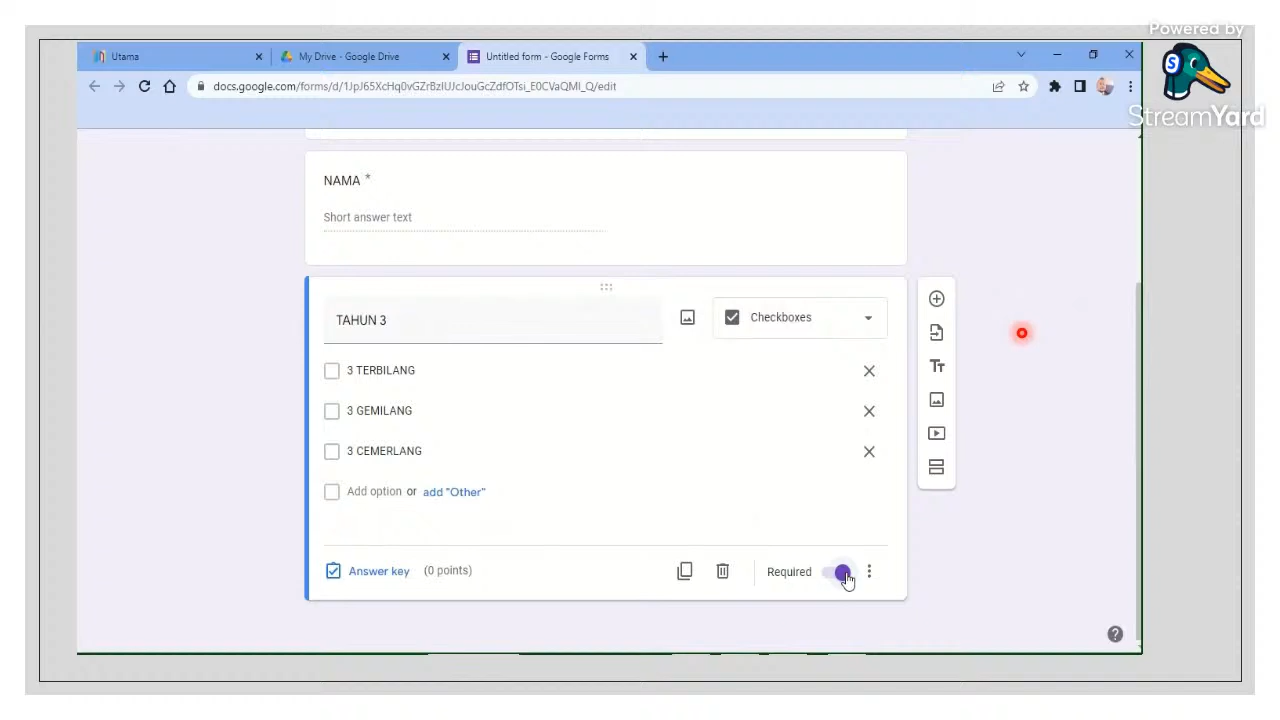 Powered by
StreamYard
Utama
My Drive - Google Drive
Untitled form - Google Forms
docs.google.com/forms/d/1JpJ65XcHq0vGZrBzIUJcJouGcZdfOTsi_E0CVaQMI_Q/edit
NAMA *
Short answer text
TAHUN 3
Checkboxes
3 TERBILANG
3 GEMILANG
3 CEMERLANG
Add option or add "Other"
Answer key (0 points)
Required